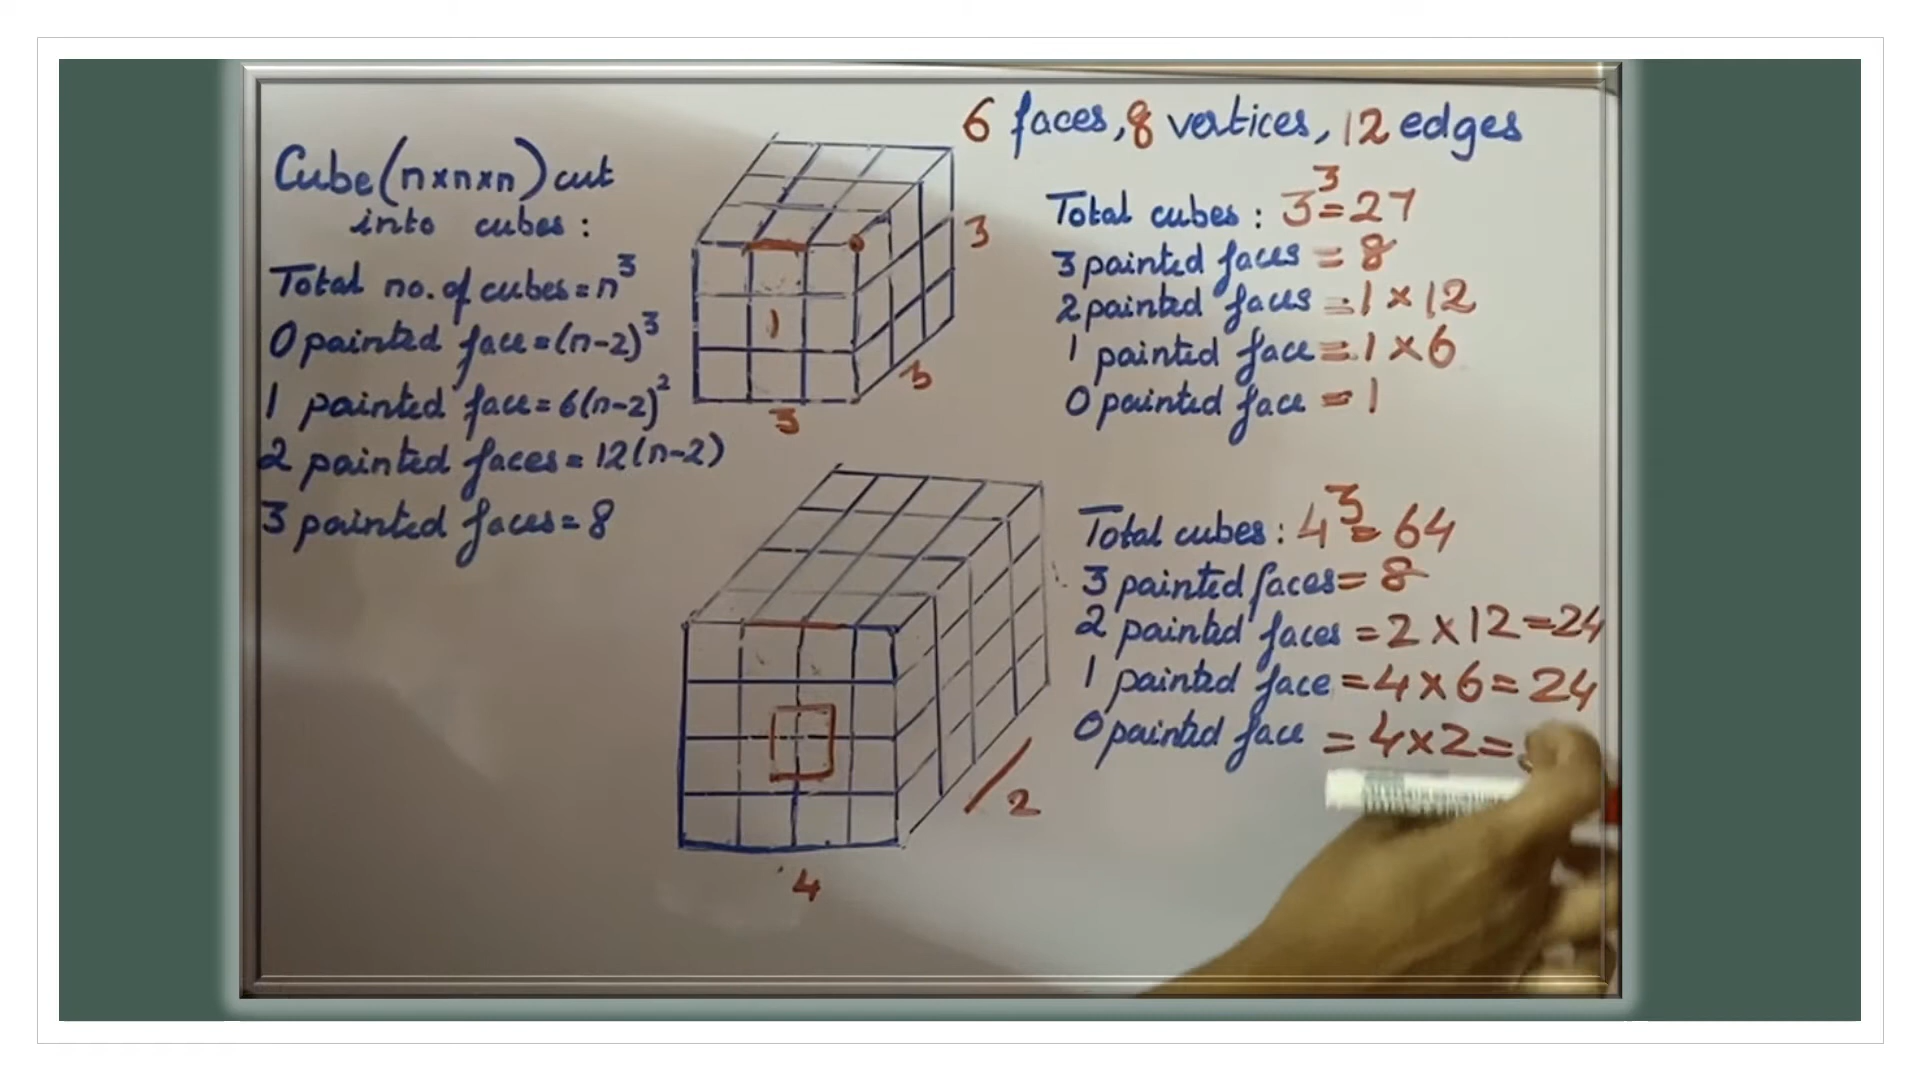 6 faces, 8 vertices, 12 edges
Cube (n×n×n) cut
into cubes :
Total no. of cubes = n³
0 painted face = (n-2)³
1 painted face = 6(n-2)²
2 painted faces = 12(n-2)
3 painted faces = 8
1
3
3
3
Total cubes : 3³ = 27
3 painted faces = 8
2 painted faces = 1 × 12
1 painted face = 1 × 6
0 painted face = 1
4
2
Total cubes : 4³ = 64
3 painted faces = 8
2 painted faces = 2 × 12 = 24
1 painted face = 4 × 6 = 24
0 painted face = 4 × 2 =